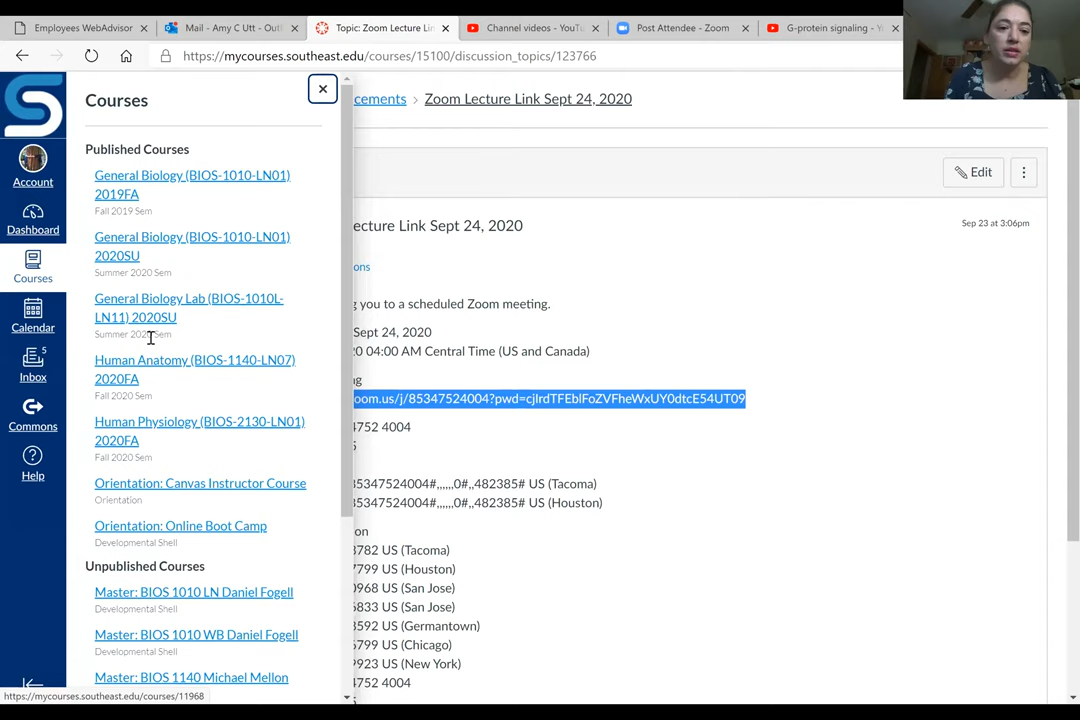 Employees WebAdvisor
Mail - Amy C Utt - Out
Topic: Zoom Lecture Li
Channel videos - YouT
Post Attendee - Zoom
G-protein signaling - Y
https://mycourses.southeast.edu/courses/15100/discussion_topics/123766
Account
Dashboard
Courses
Calendar
5
Inbox
Commons
Help
Courses
Published Courses
General Biology (BIOS-1010-LN01)
2019FA
Fall 2019 Sem
General Biology (BIOS-1010-LN01)
2020SU
Summer 2020 Sem
General Biology Lab (BIOS-1010L-
LN11) 2020SU
Summer 2020 Sem
Human Anatomy (BIOS-1140-LN07)
2020FA
Fall 2020 Sem
Human Physiology (BIOS-2130-LN01)
2020FA
Fall 2020 Sem
Orientation: Canvas Instructor Course
Orientation
Orientation: Online Boot Camp
Developmental Shell
Unpublished Courses
Master: BIOS 1010 LN Daniel Fogell
Developmental Shell
Master: BIOS 1010 WB Daniel Fogell
Developmental Shell
Master: BIOS 1140 Michael Mellon
cements > Zoom Lecture Link Sept 24, 2020
Edit
ecture Link Sept 24, 2020
Sep 23 at 3:06pm
ons
g you to a scheduled Zoom meeting.
Sept 24, 2020
20 04:00 AM Central Time (US and Canada)
ng
oom.us/j/85347524004?pwd=cjlrdTFEblFoZVFheWxUY0dtcE54UT09
4752 4004
5
85347524004#,,,,,,0#,,482385# US (Tacoma)
85347524004#,,,,,,0#,,482385# US (Houston)
on
8782 US (Tacoma)
7799 US (Houston)
0968 US (San Jose)
6833 US (San Jose)
8592 US (Germantown)
6799 US (Chicago)
9923 US (New York)
4752 4004
https://mycourses.southeast.edu/courses/11968